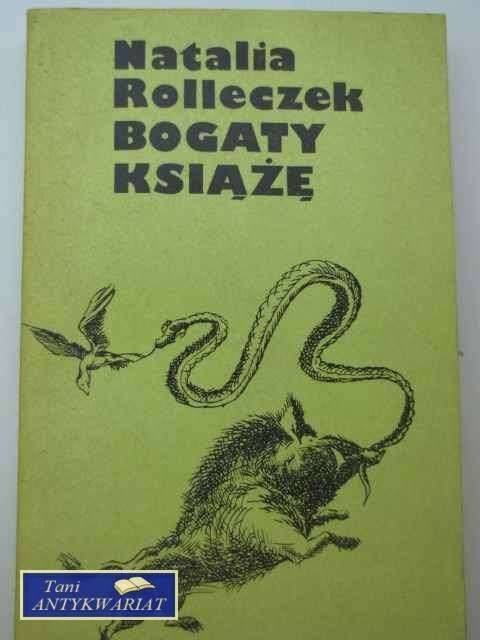 Natalia
Rolleczek
BOGATY
KSIĄŻĘ
Tani
ANTYKWARIAT